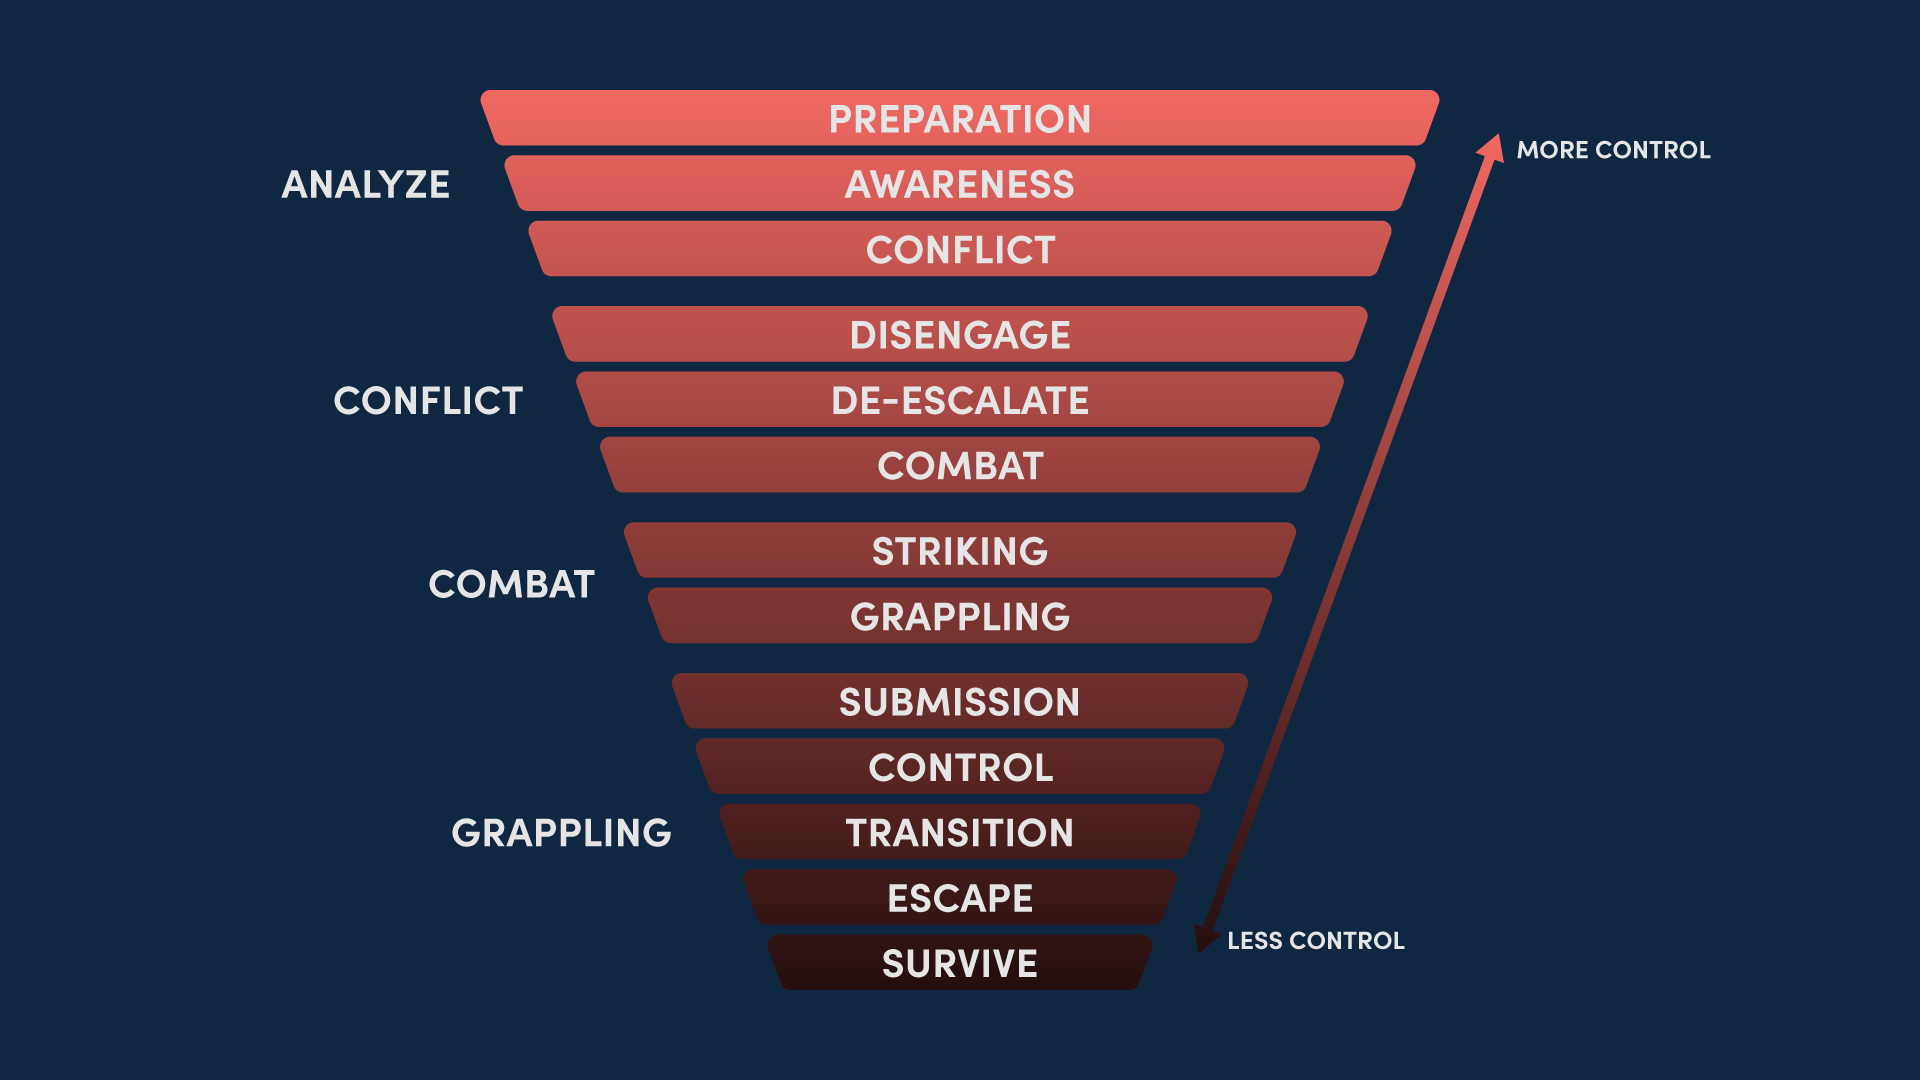 PREPARATION
MORE CONTROL
ANALYZE
AWARENESS
CONFLICT
DISENGAGE
CONFLICT
DE-ESCALATE
COMBAT
STRIKING
COMBAT
GRAPPLING
SUBMISSION
CONTROL
GRAPPLING
TRANSITION
ESCAPE
LESS CONTROL
SURVIVE